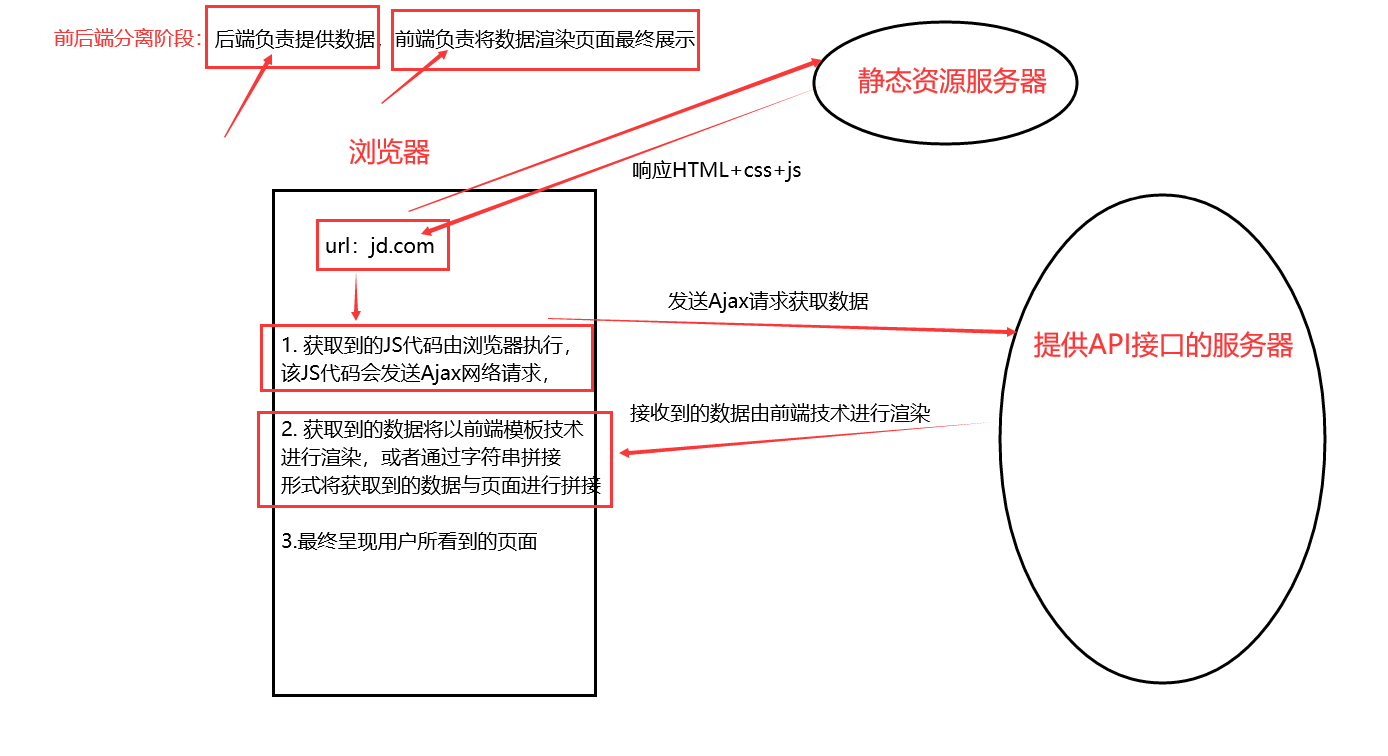 前后端分离阶段：后端负责提供数据，前端负责将数据渲染页面最终展示
静态资源服务器
浏览器
响应HTML+css+js
url：jd.com
发送Ajax请求获取数据
提供API接口的服务器
1. 获取到的JS代码由浏览器执行，
该JS代码会发送Ajax网络请求，
接收到的数据由前端技术进行渲染
2. 获取到的数据将以前端模板技术
进行渲染，或者通过字符串拼接
形式将获取到的数据与页面进行拼接
3.最终呈现用户所看到的页面